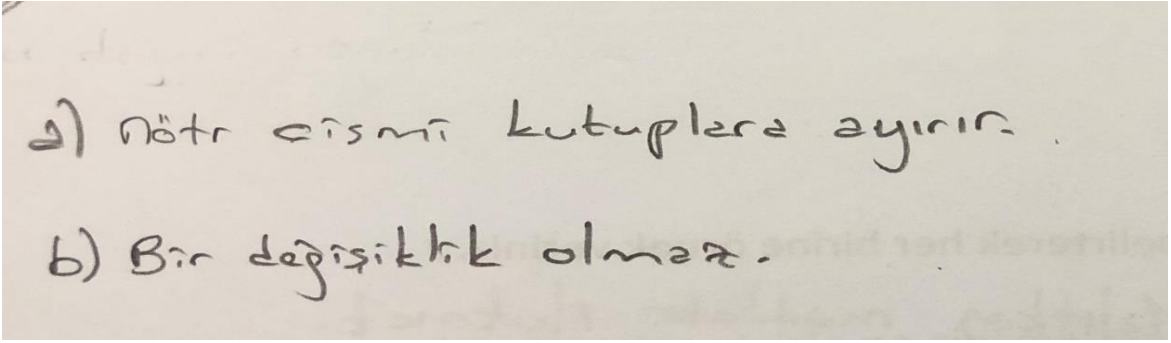 a) nötr cismi kutuplara ayırır.
b) Bir değişiklik olmaz.